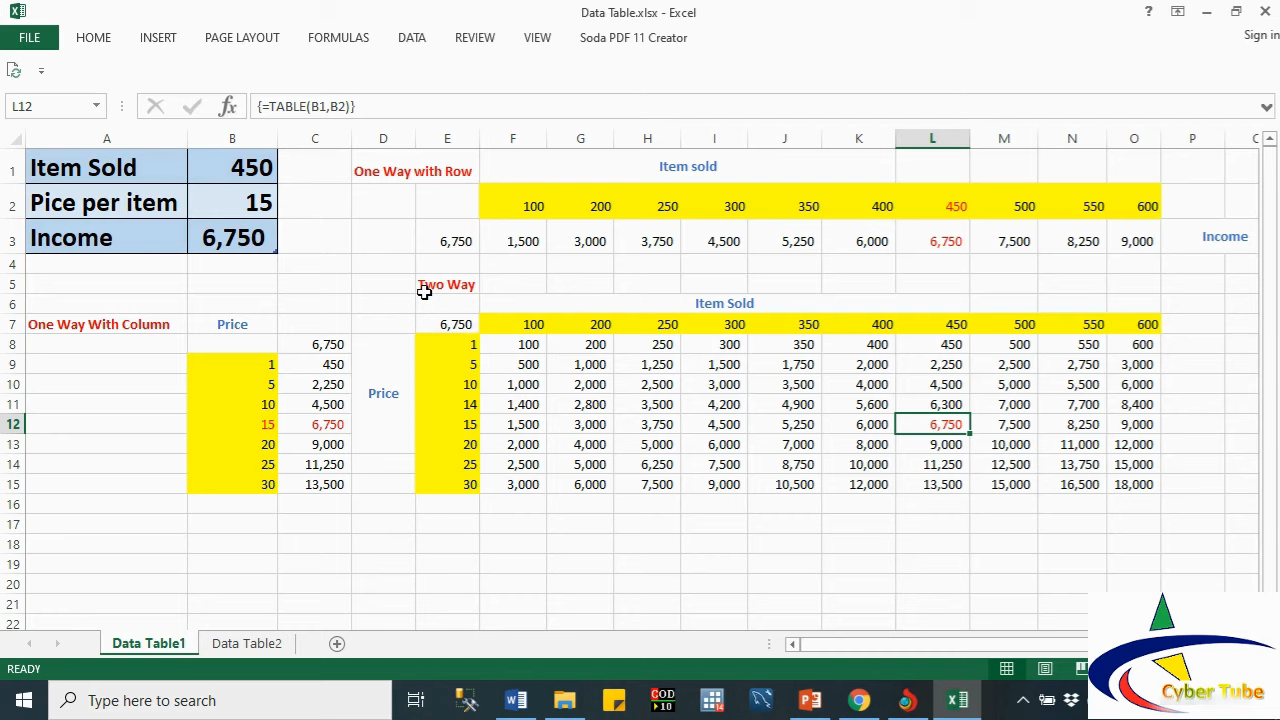 Data Table.xlsx - Excel
?
FILE HOME INSERT PAGE LAYOUT FORMULAS DATA REVIEW VIEW Soda PDF 11 Creator Sign in
L12 fx {=TABLE(B1,B2)}
A B C D E F G H I J K L M N O P
1 Item Sold 450 One Way with Row Item sold
2 Pice per item 15 100 200 250 300 350 400 450 500 550 600
3 Income 6,750 6,750 1,500 3,000 3,750 4,500 5,250 6,000 6,750 7,500 8,250 9,000 Income
4
5 Two Way
6 Item Sold
7 One Way With Column Price 6,750 100 200 250 300 350 400 450 500 550 600
8 6,750 1 100 200 250 300 350 400 450 500 550 600
9 1 450 5 500 1,000 1,250 1,500 1,750 2,000 2,250 2,500 2,750 3,000
10 5 2,250 10 1,000 2,000 2,500 3,000 3,500 4,000 4,500 5,000 5,500 6,000
11 10 4,500 Price 14 1,400 2,800 3,500 4,200 4,900 5,600 6,300 7,000 7,700 8,400
12 15 6,750 15 1,500 3,000 3,750 4,500 5,250 6,000 6,750 7,500 8,250 9,000
13 20 9,000 20 2,000 4,000 5,000 6,000 7,000 8,000 9,000 10,000 11,000 12,000
14 25 11,250 25 2,500 5,000 6,250 7,500 8,750 10,000 11,250 12,500 13,750 15,000
15 30 13,500 30 3,000 6,000 7,500 9,000 10,500 12,000 13,500 15,000 16,500 18,000
16
17
18
19
20
21
22
Data Table1 Data Table2
READY
Type here to search
GOD
10
14
Cyber Tube